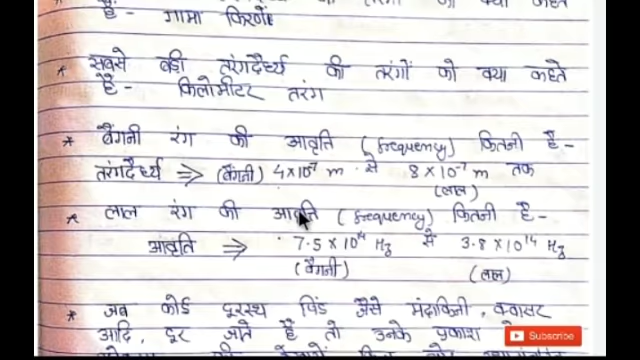 है - गामा किरणें
* सबसे बड़ी तरंगदैर्ध्य की तरंगों को क्या कहते
है - किलोमीटर तरंग
* बैंगनी रंग की आवृति (frequency) कितनी है -
तरंगदैर्ध्य ⇒ (बैंगनी) 4×10⁻⁷ m से 8×10⁻⁷ m तक
(लाल)
* लाल रंग की आवृति (frequency) कितनी है -
आवृति ⇒ 7.5×10¹⁴ Hz से 3.8×10¹⁴ Hz
(बैंगनी) (लाल)
* जब कोई दूरस्थ पिंड जैसे मंदाकिनी, क्वासर
आदि, दूर जाते हैं तो उनके प्रकाश
Subscribe